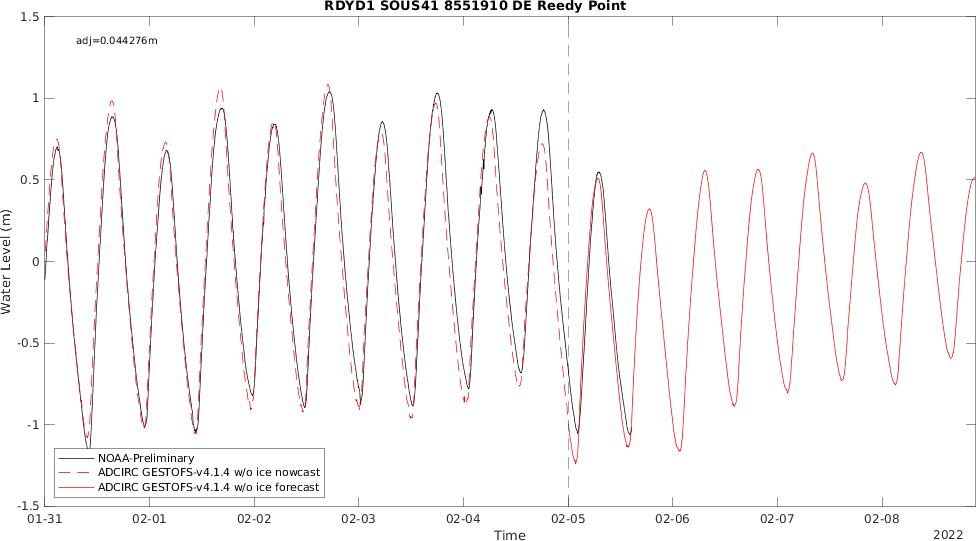 RDYD1 SOUS41 8551910 DE Reedy Point
adj=0.044276m
1.5
1
0.5
0
-0.5
-1
-1.5
Water Level (m)
NOAA-Preliminary
ADCIRC GESTOFS-v4.1.4 w/o ice nowcast
ADCIRC GESTOFS-v4.1.4 w/o ice forecast
01-31 02-01 02-02 02-03 02-04 02-05 02-06 02-07 02-08
Time
2022